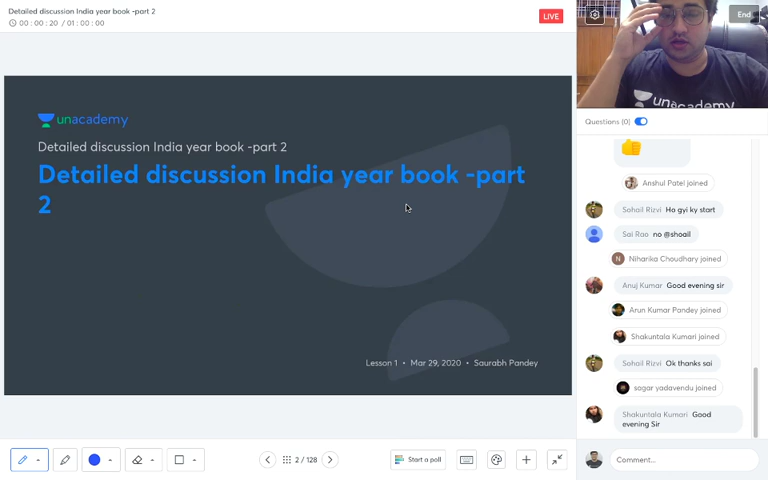 Detailed discussion India year book -part 2
00 : 00 : 20 / 01 : 00 : 00
LIVE
End
unacademy
Questions (0)
unacademy
Detailed discussion India year book -part 2
Detailed discussion India year book -part
2
Lesson 1 • Mar 29, 2020 • Saurabh Pandey
Anshul Patel joined
Sohail Rizvi Ho gyi ky start
Sai Rao no @shoail
N Niharika Choudhary joined
Anuj Kumar Good evening sir
Arun Kumar Pandey joined
Shakuntala Kumari joined
Sohail Rizvi Ok thanks sai
sagar yadavendu joined
Shakuntala Kumari Good
evening Sir
2 / 128
Start a poll
Comment...